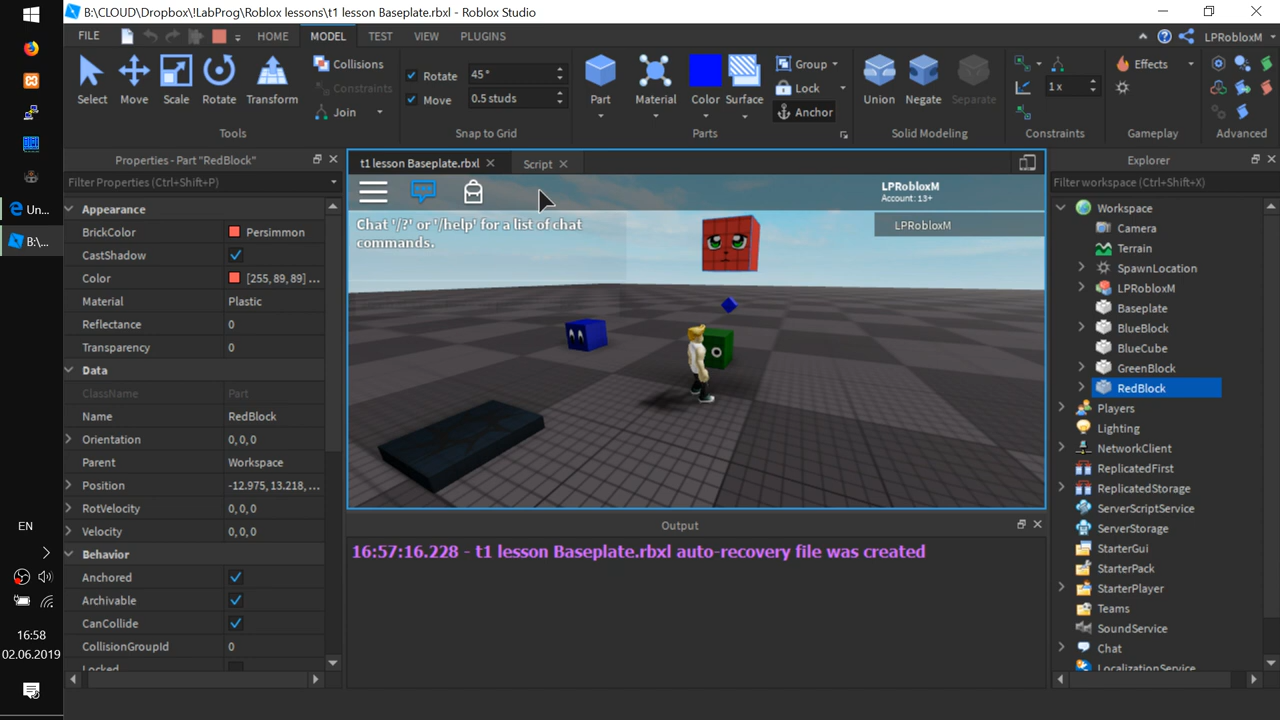 B:\CLOUD\Dropbox\!LabProg\Roblox lessons\t1 lesson Baseplate.rbxl - Roblox Studio
FILE HOME MODEL TEST VIEW PLUGINS LPRobloxM
Select Move Scale Rotate Transform
Collisions
Constraints
Join
Tools
Rotate 45°
Move 0.5 studs
Snap to Grid
Part Material Color Surface
Group
Lock
Anchor
Parts
Union Negate Separate
Solid Modeling
1 x
Constraints
Effects
Gameplay
Advanced
Properties - Part "RedBlock"
Filter Properties (Ctrl+Shift+P)
Appearance
BrickColor Persimmon
CastShadow
Color [255, 89, 89] ...
Material Plastic
Reflectance 0
Transparency 0
Data
ClassName Part
Name RedBlock
Orientation 0, 0, 0
Parent Workspace
Position -12.975, 13.218, ...
RotVelocity 0, 0, 0
Velocity 0, 0, 0
Behavior
Anchored
Archivable
CanCollide
CollisionGroupId 0
Locked
t1 lesson Baseplate.rbxl Script
Chat '/?' or '/help' for a list of chat
commands.
LPRobloxM
Account: 13+
LPRobloxM
Output
16:57:16.228 - t1 lesson Baseplate.rbxl auto-recovery file was created
Explorer
Filter workspace (Ctrl+Shift+X)
Workspace
Camera
Terrain
SpawnLocation
LPRobloxM
Baseplate
BlueBlock
BlueCube
GreenBlock
RedBlock
Players
Lighting
NetworkClient
ReplicatedFirst
ReplicatedStorage
ServerScriptService
ServerStorage
StarterGui
StarterPack
StarterPlayer
Teams
SoundService
Chat
LocalizationService
Un...
B:\...
EN
16:58
02.06.2019